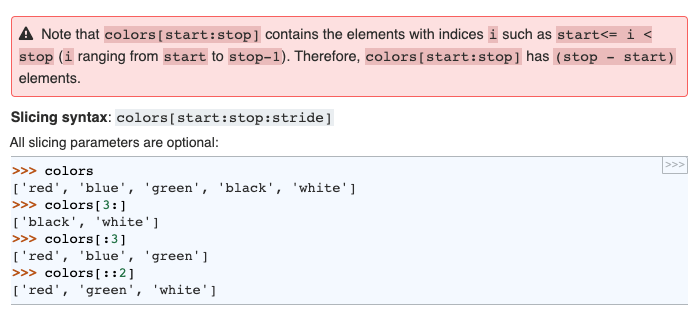 ⚠ Note that colors[start:stop] contains the elements with indices i such as start<= i <
stop (i ranging from start to stop-1). Therefore, colors[start:stop] has (stop - start)
elements.
Slicing syntax: colors[start:stop:stride]
All slicing parameters are optional:
>>>
>>> colors
['red', 'blue', 'green', 'black', 'white']
>>> colors[3:]
['black', 'white']
>>> colors[:3]
['red', 'blue', 'green']
>>> colors[::2]
['red', 'green', 'white']